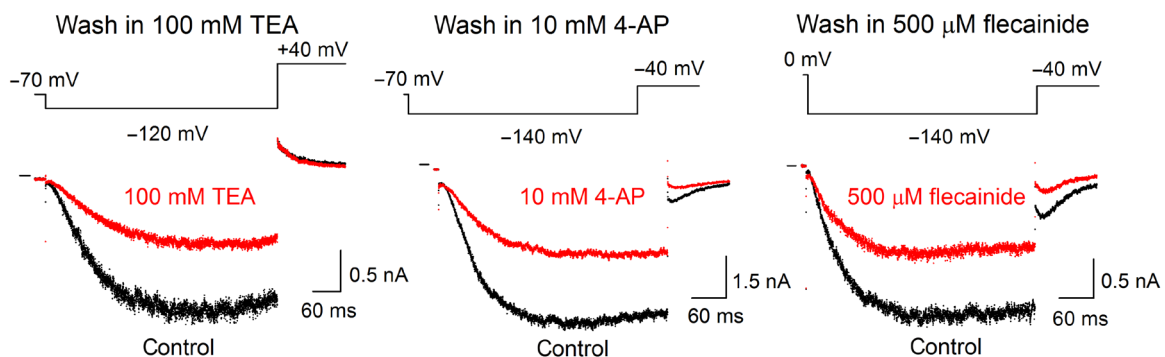 Wash in 100 mM TEA
+40 mV
−70 mV
−120 mV
100 mM TEA
0.5 nA
60 ms
Control
Wash in 10 mM 4-AP
−70 mV
−40 mV
−140 mV
10 mM 4-AP
1.5 nA
60 ms
Control
Wash in 500 μM flecainide
0 mV
−40 mV
−140 mV
500 μM flecainide
0.5 nA
60 ms
Control